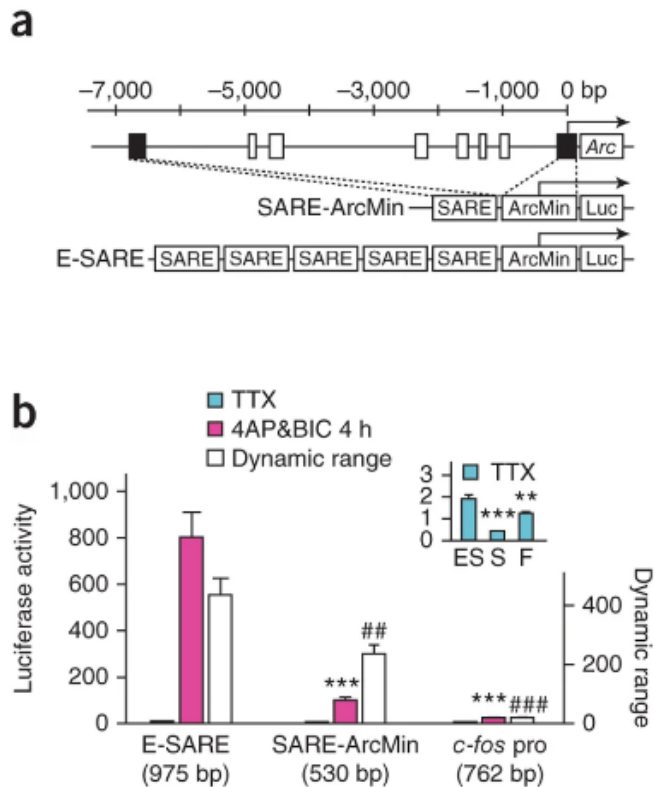 a
–7,000 –5,000 –3,000 –1,000 0 bp
Arc
SARE-ArcMin SARE ArcMin Luc
E-SARE SARE SARE SARE SARE SARE ArcMin Luc
b
TTX
4AP&BIC 4 h
Dynamic range
Luciferase activity
1,000
800
600
400
200
0
***
##
***
###
3
2
1
0
TTX
***
**
ES S F
Dynamic range
400
200
0
E-SARE SARE-ArcMin c-fos pro
(975 bp) (530 bp) (762 bp)